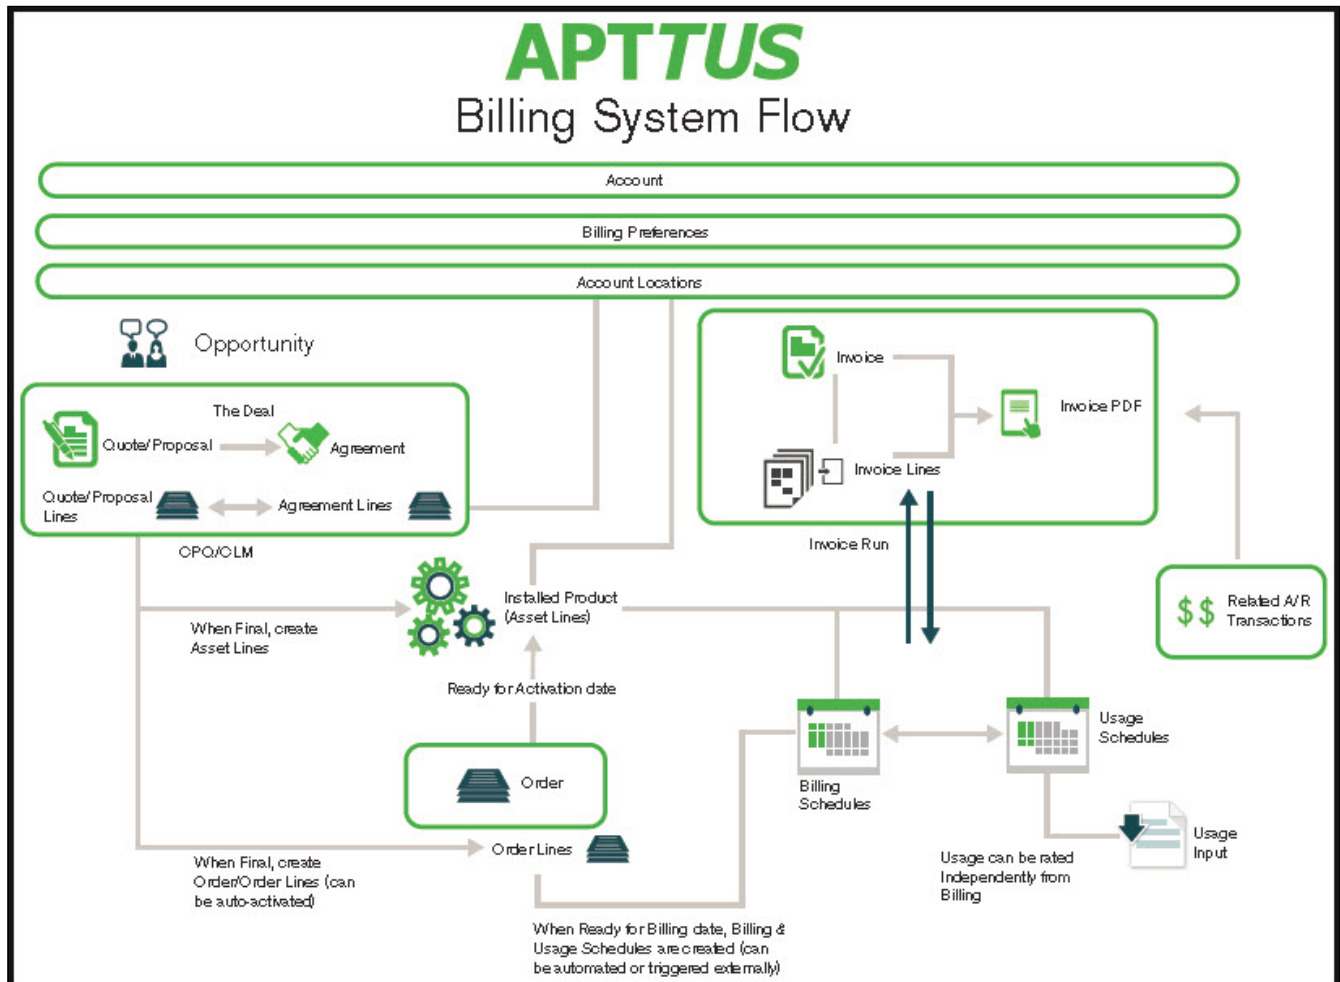 APTTUS
Billing System Flow
Account
Billing Preferences
Account Locations
Opportunity
The Deal
Quote/Proposal
Agreement
Quote/Proposal
Lines
Agreement Lines
CPQ/CLM
Invoice
Invoice PDF
Invoice Lines
Invoice Run
Installed Product
(Asset Lines)
When Final, create
Asset Lines
$ $
Related A/R
Transactions
Ready for Activation date
Order
Order Lines
When Final, create
Order/Order Lines (can
be auto-activated)
Billing
Schedules
Usage
Schedules
Usage
Input
Usage can be rated
Independently from
Billing
When Ready for Billing date, Billing &
Usage Schedules are created (can
be automated or triggered externally)